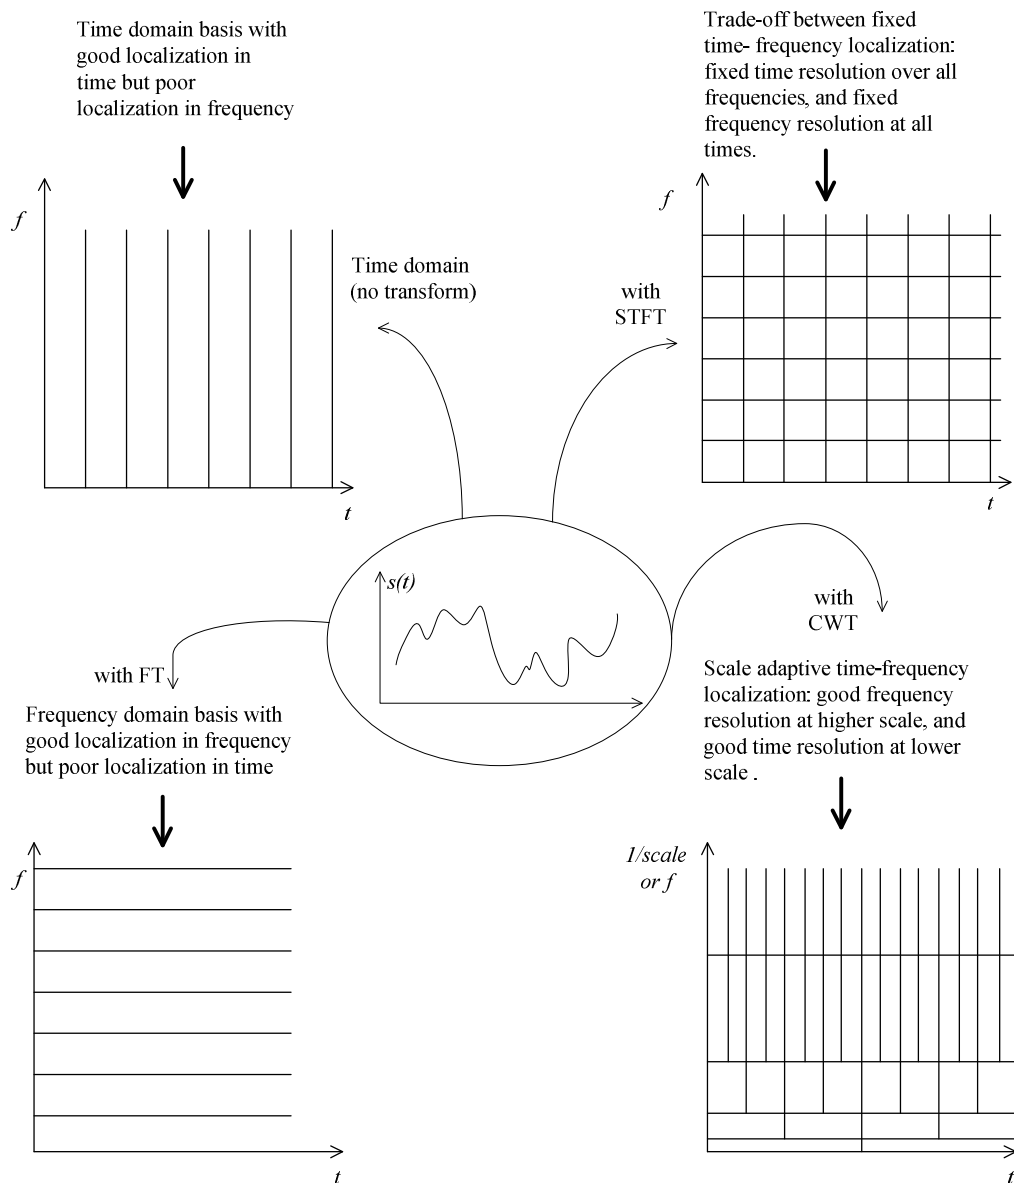 Time domain basis with
good localization in
time but poor
localization in frequency
Trade-off between fixed
time- frequency localization:
fixed time resolution over all
frequencies, and fixed
frequency resolution at all
times.
f
t
Time domain
(no transform)
with
STFT
f
t
s(t)
with
CWT
with FT
Frequency domain basis with
good localization in frequency
but poor localization in time
Scale adaptive time-frequency
localization: good frequency
resolution at higher scale, and
good time resolution at lower
scale .
f
t
1/scale
or f
t